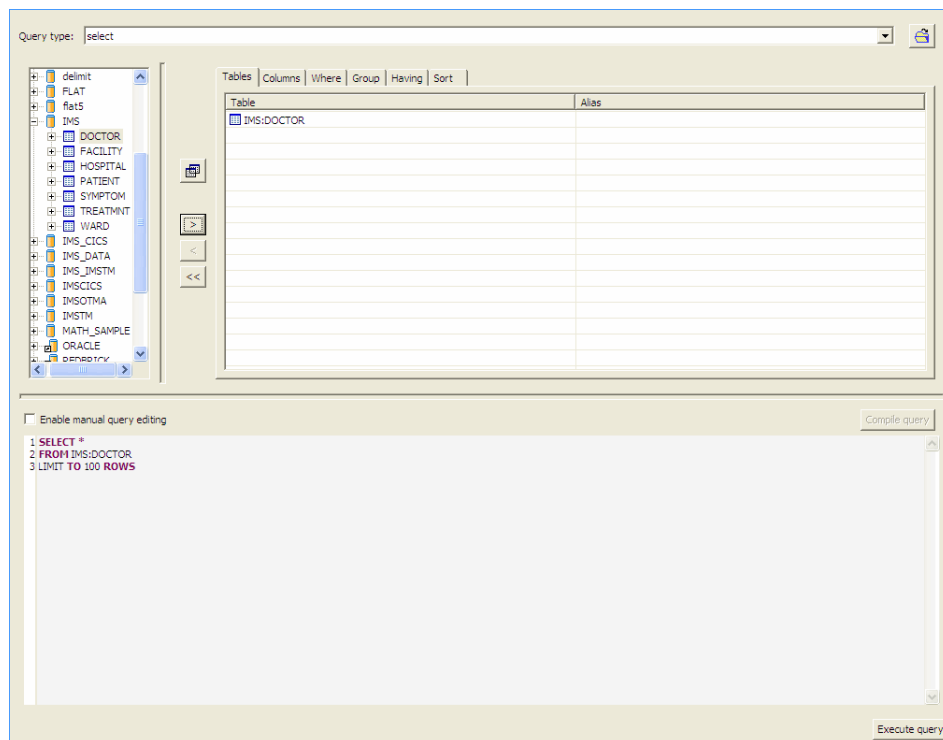 Query type: select
delimit
FLAT
flat5
IMS
DOCTOR
FACILITY
HOSPITAL
PATIENT
SYMPTOM
TREATMNT
WARD
IMS_CICS
IMS_DATA
IMS_IMSTM
IMSCICS
IMSOTMA
IMSTM
MATH_SAMPLE
ORACLE
REDBRICK
>
<
<<
Tables Columns Where Group Having Sort
Table Alias
IMS:DOCTOR
Enable manual query editing Compile query
1 SELECT *
2 FROM IMS:DOCTOR
3 LIMIT TO 100 ROWS
Execute query